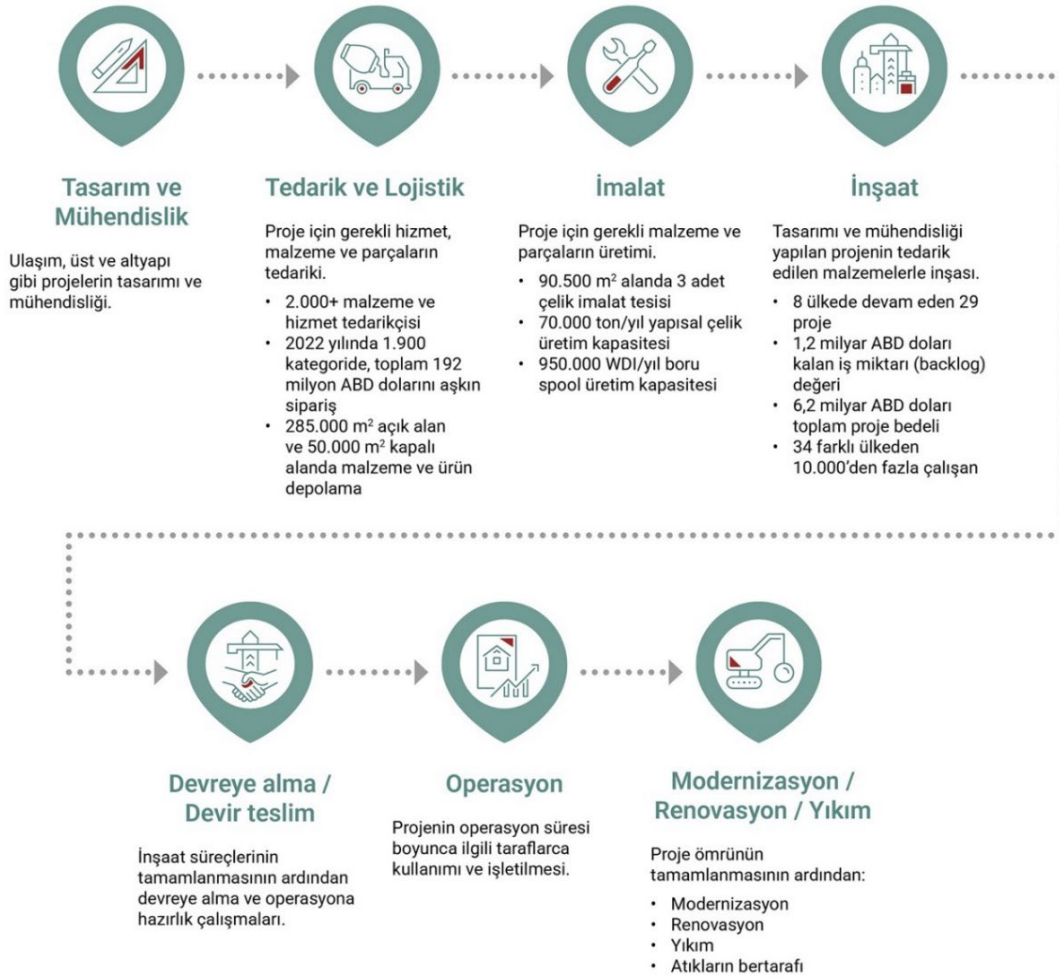 Tasarım ve
Mühendislik
Ulaşım, üst ve altyapı
gibi projelerin tasarımı ve
mühendisliği.
Tedarik ve Lojistik
Proje için gerekli hizmet,
malzeme ve parçaların
tedariki.
• 2.000+ malzeme ve
hizmet tedarikçisi
• 2022 yılında 1.900
kategoride, toplam 192
milyon ABD dolarını aşkın
sipariş
• 285.000 m² açık alan
ve 50.000 m² kapalı
alanda malzeme ve ürün
depolama
İmalat
Proje için gerekli malzeme ve
parçaların üretimi.
• 90.500 m² alanda 3 adet
çelik imalat tesisi
• 70.000 ton/yıl yapısal çelik
üretim kapasitesi
• 950.000 WDI/yıl boru
spool üretim kapasitesi
İnşaat
Tasarımı ve mühendisliği
yapılan projenin tedarik
edilen malzemelerle inşası.
• 8 ülkede devam eden 29
proje
• 1,2 milyar ABD doları
kalan iş miktarı (backlog)
değeri
• 6,2 milyar ABD doları
toplam proje bedeli
• 34 farklı ülkeden
10.000’den fazla çalışan
Devreye alma /
Devir teslim
İnşaat süreçlerinin
tamamlanmasının ardından
devreye alma ve operasyona
hazırlık çalışmaları.
Operasyon
Projenin operasyon süresi
boyunca ilgili taraflarca
kullanımı ve işletilmesi.
Modernizasyon /
Renovasyon / Yıkım
Proje ömrünün
tamamlanmasının ardından:
• Modernizasyon
• Renovasyon
• Yıkım
• Atıkların bertarafı